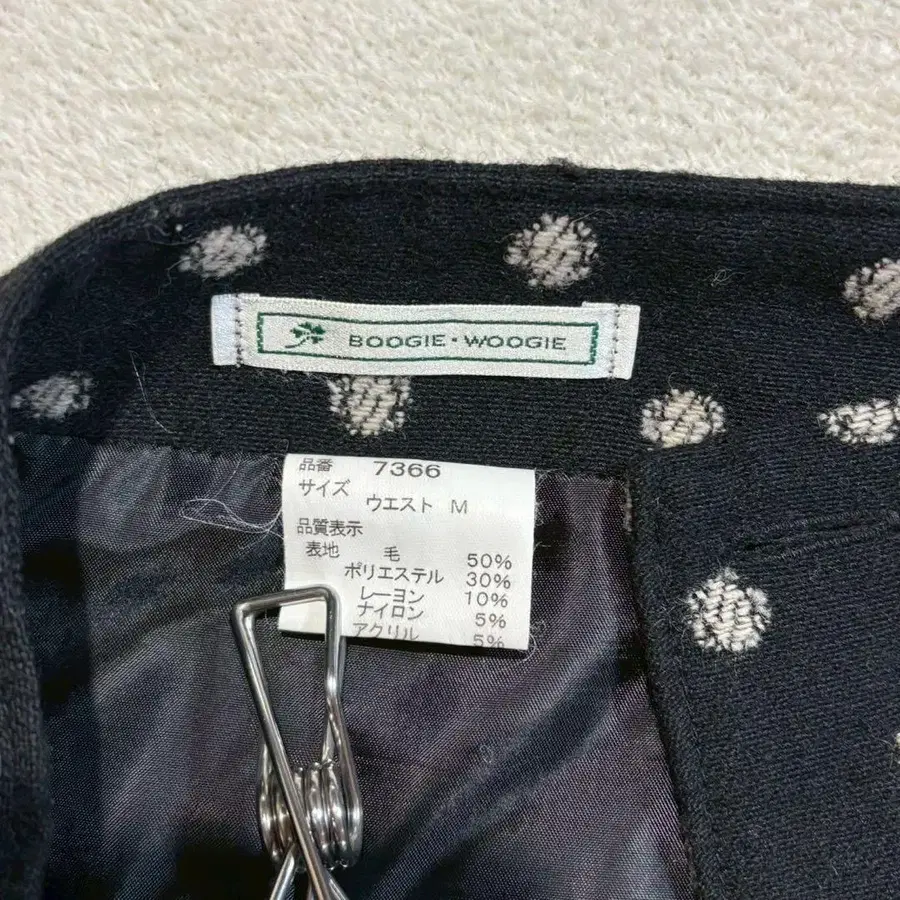 BOOGIE・WOOGIE
品番 7366
サイズ ウエスト M
品質表示
表地 毛 50%
ポリエステル 30%
レーヨン 10%
ナイロン 5%
アクリル 5%